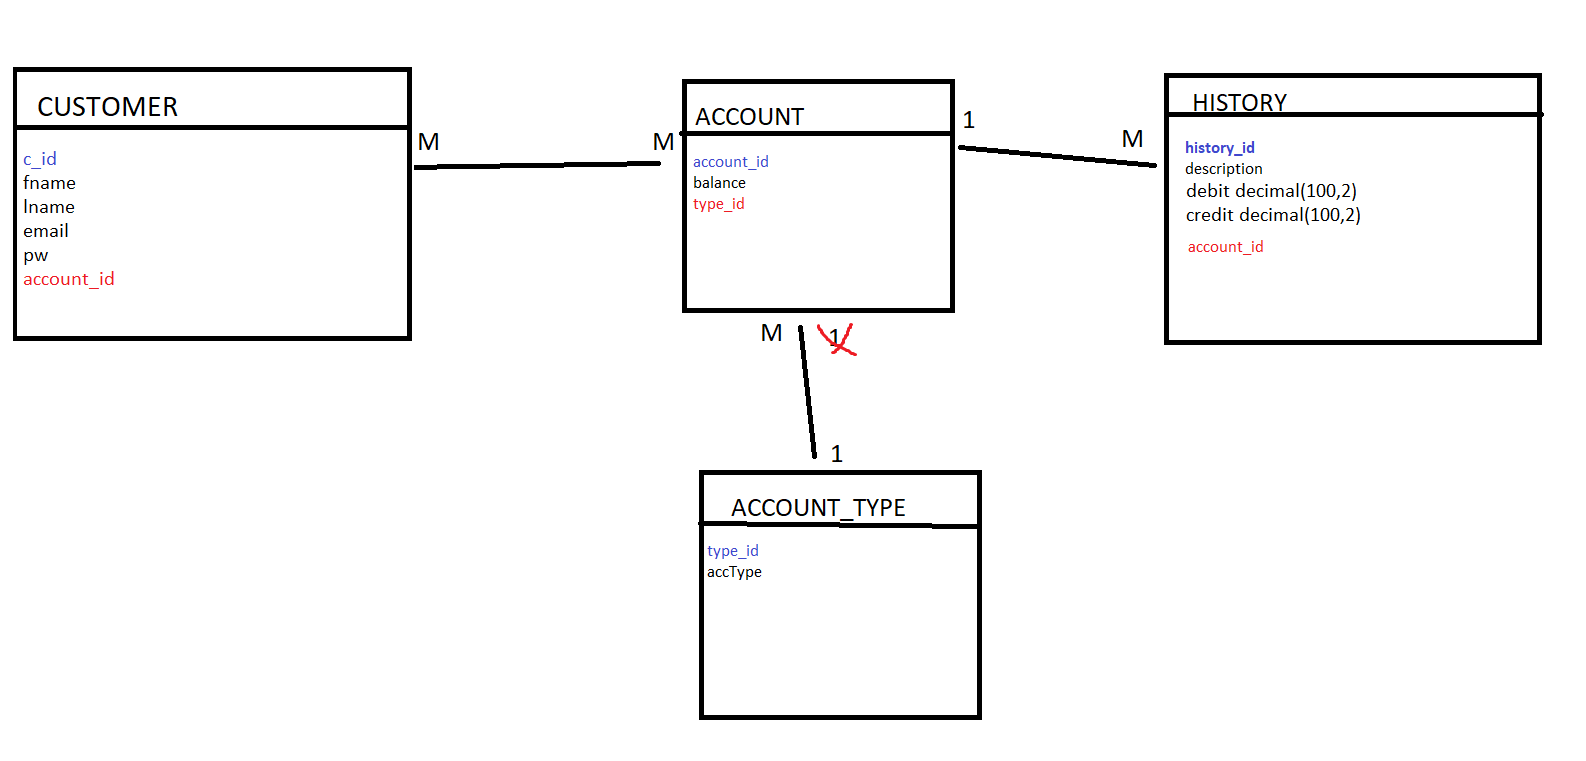 CUSTOMER
c_id
fname
lname
email
pw
account_id
M
M
ACCOUNT
account_id
balance
type_id
1
M
HISTORY
history_id
description
debit decimal(100,2)
credit decimal(100,2)
account_id
M
1
1
ACCOUNT_TYPE
type_id
accType